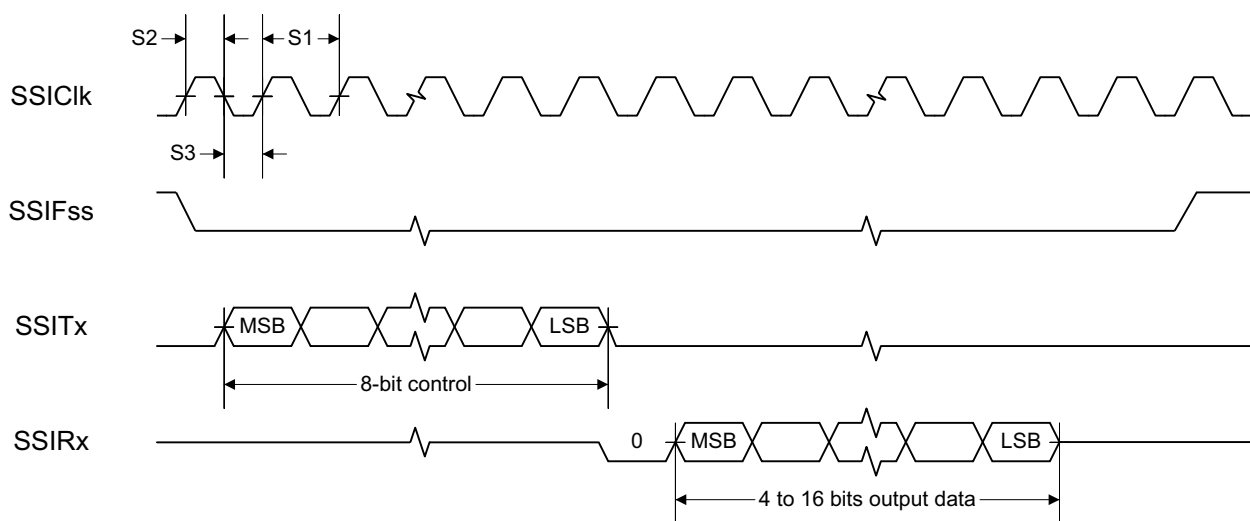 S2
S1
SSIClk
S3
SSIFss
SSITx
MSB
LSB
8-bit control
SSIRx
0
MSB
LSB
4 to 16 bits output data